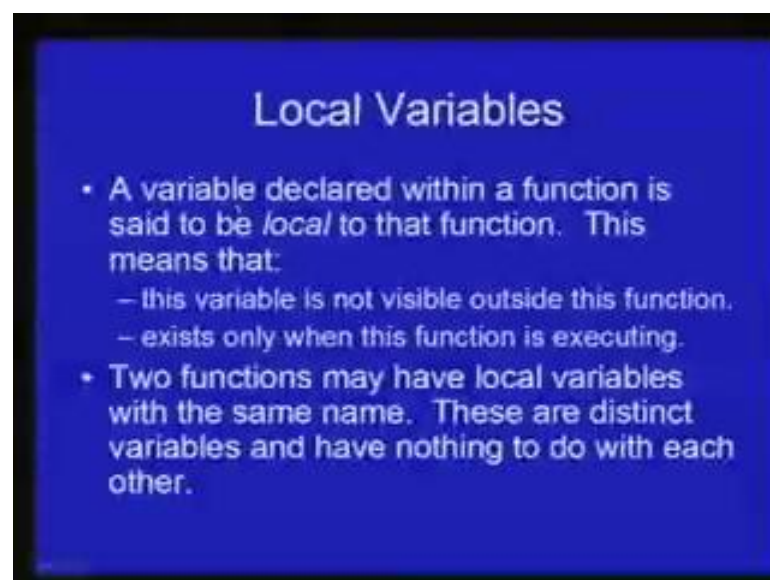 Local Variables
• A variable declared within a function is
said to be local to that function. This
means that:
– this variable is not visible outside this function.
– exists only when this function is executing.
• Two functions may have local variables
with the same name. These are distinct
variables and have nothing to do with each
other.